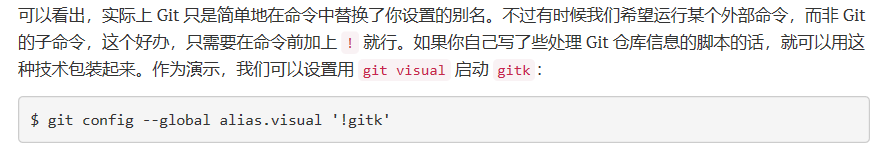 可以看出，实际上 Git 只是简单地在命令中替换了你设置的别名。不过有时候我们希望运行某个外部命令，而非 Git
的子命令，这个好办，只需要在命令前加上 ! 就行。如果你自己写了些处理 Git 仓库信息的脚本的话，就可以用这
种技术包装起来。作为演示，我们可以设置用 git visual 启动 gitk：
$ git config --global alias.visual '!gitk'